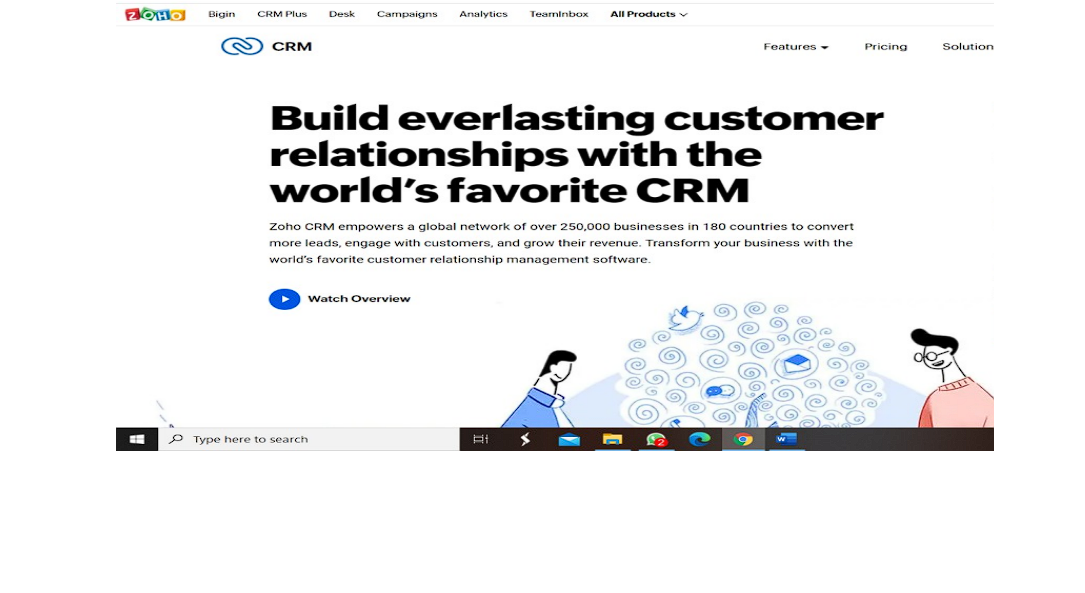 ZOHO Bigin CRM Plus Desk Campaigns Analytics TeamInbox All Products
CRM Features Pricing Solution
Build everlasting customer
relationships with the
world's favorite CRM
Zoho CRM empowers a global network of over 250,000 businesses in 180 countries to convert
more leads, engage with customers, and grow their revenue. Transform your business with the
world's favorite customer relationship management software.
Watch Overview
Type here to search 2 W